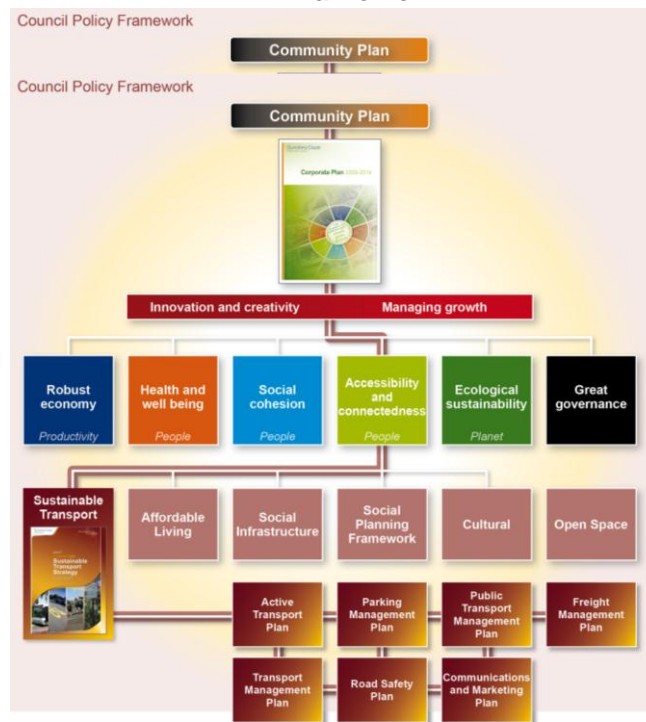 Council Policy Framework
Community Plan
Council Policy Framework
Community Plan
Corporate Plan 2009-2014
Innovation and creativity
Managing growth
Robust
economy
Productivity
Health and
well being
People
Social
cohesion
People
Accessibility
and
connectedness
People
Ecological
sustainability
Planet
Great
governance
Sustainable
Transport
Sustainable
Transport
Strategy
Affordable
Living
Social
Infrastructure
Social
Planning
Framework
Cultural
Open Space
Active
Transport
Plan
Parking
Management
Plan
Public
Transport
Management
Plan
Freight
Management
Plan
Transport
Management
Plan
Road Safety
Plan
Communications
and Marketing
Plan